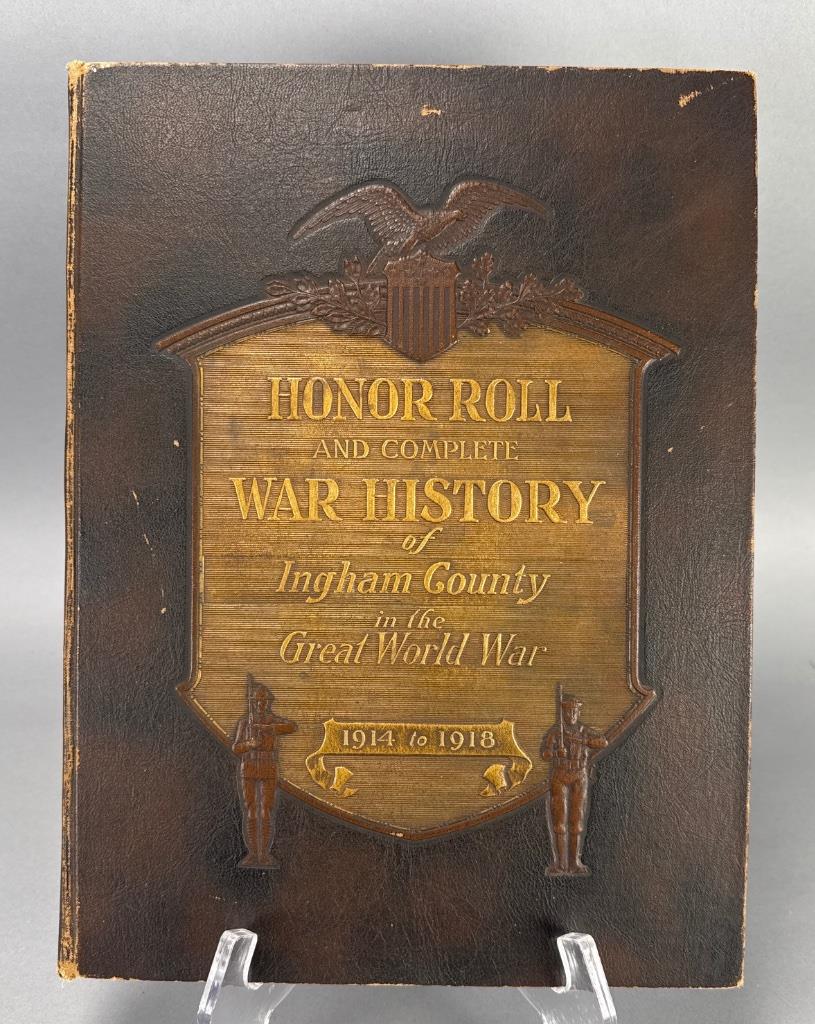 HONOR ROLL
AND COMPLETE
WAR HISTORY
of
Ingham County
in the
Great World War
1914 to 1918